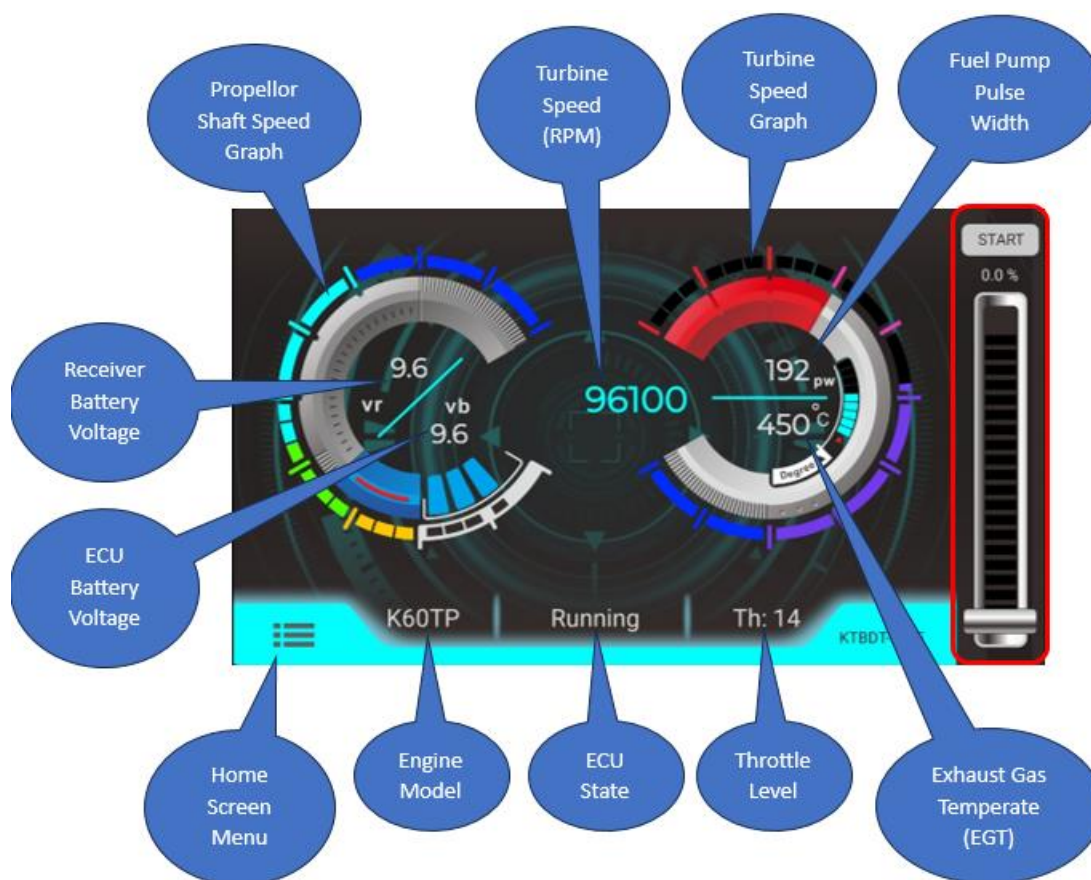 Propellor
Shaft Speed
Graph
Turbine
Speed
(RPM)
Turbine
Speed
Graph
Fuel Pump
Pulse
Width
START
0.0 %
Receiver
Battery
Voltage
9.6
vr
vb
9.6
96100
192 pw
450°C
Degree
ECU
Battery
Voltage
K60TP
Running
Th: 14
Home
Screen
Menu
Engine
Model
ECU
State
Throttle
Level
Exhaust Gas
Temperate
(EGT)